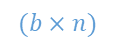 (b × n)